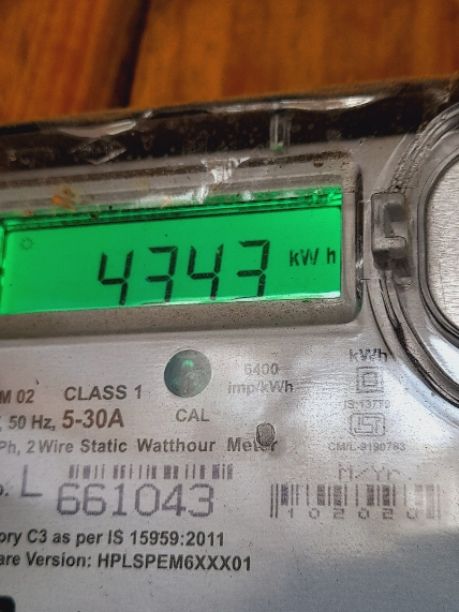 4343 kWh
kWh
6400
imp/kWh
M 02 CLASS 1
IS:13779
50 Hz, 5-30A
CAL
CM/L-9190783
Ph, 2 Wire Static Watthour Meter
M/Yr
L 661043
102020
ory C3 as per IS 15959:2011
are Version: HPLSPEM6XXX01